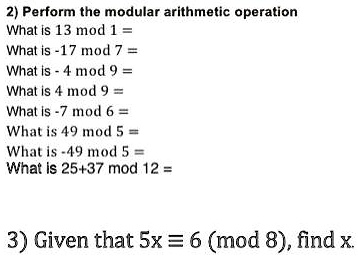 2) Perform the modular arithmetic operation
What is 13 mod 1 =
What is -17 mod 7 =
What is - 4 mod 9 =
What is 4 mod 9 =
What is -7 mod 6 =
What is 49 mod 5 =
What is -49 mod 5 =
What is 25+37 mod 12 =
3) Given that 5x ≡ 6 (mod 8), find x.